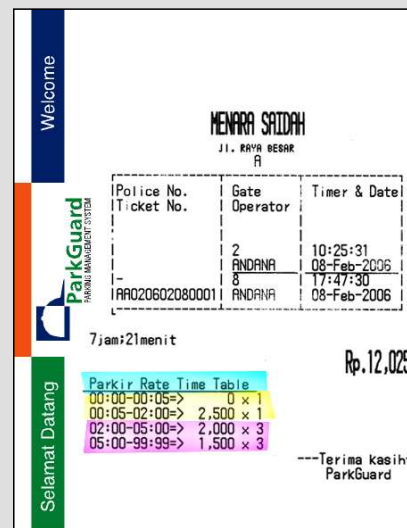 Welcome
ParkGuard
PARKING MANAGEMENT SYSTEM
Selamat Datang
MENARA SAIDAH
Jl. RAYA BESAR
A
Police No. Gate Timer & Date
Ticket No. Operator
2 10:25:31
ANDANA 08-Feb-2006
- 8 17:47:30
AA020602080001 ANDANA 08-Feb-2006
7jam;21menit
Rp.12,025
Parkir Rate Time Table
00:00-00:05=> 0 x 1
00:05-02:00=> 2,500 x 1
02:00-05:00=> 2,000 x 3
05:00-99:99=> 1,500 x 3
---Terima kasih
ParkGuard